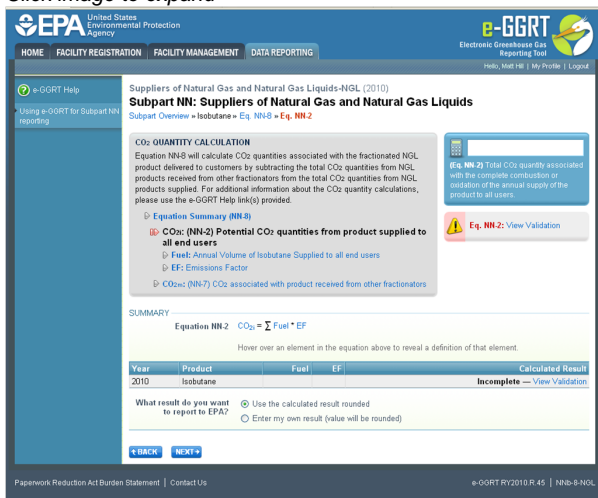 Click image to expand
EPA United States Environmental Protection Agency
e-GGRT
Electronic Greenhouse Gas
Reporting Tool
HOME FACILITY REGISTRATION FACILITY MANAGEMENT DATA REPORTING
Hello, Matt Hill | My Profile | Logout
e-GGRT Help
Using e-GGRT for Subpart NN
reporting
Suppliers of Natural Gas and Natural Gas Liquids-NGL (2010)
Subpart NN: Suppliers of Natural Gas and Natural Gas Liquids
Subpart Overview » Isobutane » Eq. NN-8 » Eq. NN-2
CO2 QUANTITY CALCULATION
Equation NN-8 will calculate CO2 quantities associated with the fractionated NGL
product delivered to customers by subtracting the total CO2 quantities from NGL
products received from other fractionators from the total CO2 quantities from NGL
products supplied. For additional information about the CO2 quantity calculations,
please use the e-GGRT Help link(s) provided.
Equation Summary (NN-8)
CO2i: (NN-2) Potential CO2 quantities from product supplied to
all end users
Fuel: Annual Volume of Isobutane Supplied to all end users
EF: Emissions Factor
CO2m: (NN-7) CO2 associated with product received from other fractionators
(Eq. NN-2) Total CO2 quantity associated
with the complete combustion or
oxidation of the annual supply of the
product to all users.
Eq. NN-2: View Validation
SUMMARY
Equation NN-2 CO2i = ∑ Fuel * EF
Hover over an element in the equation above to reveal a definition of that element.
Year Product Fuel EF Calculated Result
2010 Isobutane Incomplete — View Validation
What result do you want
to report to EPA?
Use the calculated result rounded
Enter my own result (value will be rounded)
BACK NEXT
Paperwork Reduction Act Burden Statement | Contact Us
e-GGRT RY2010.R.45 | NNb-8-NGL